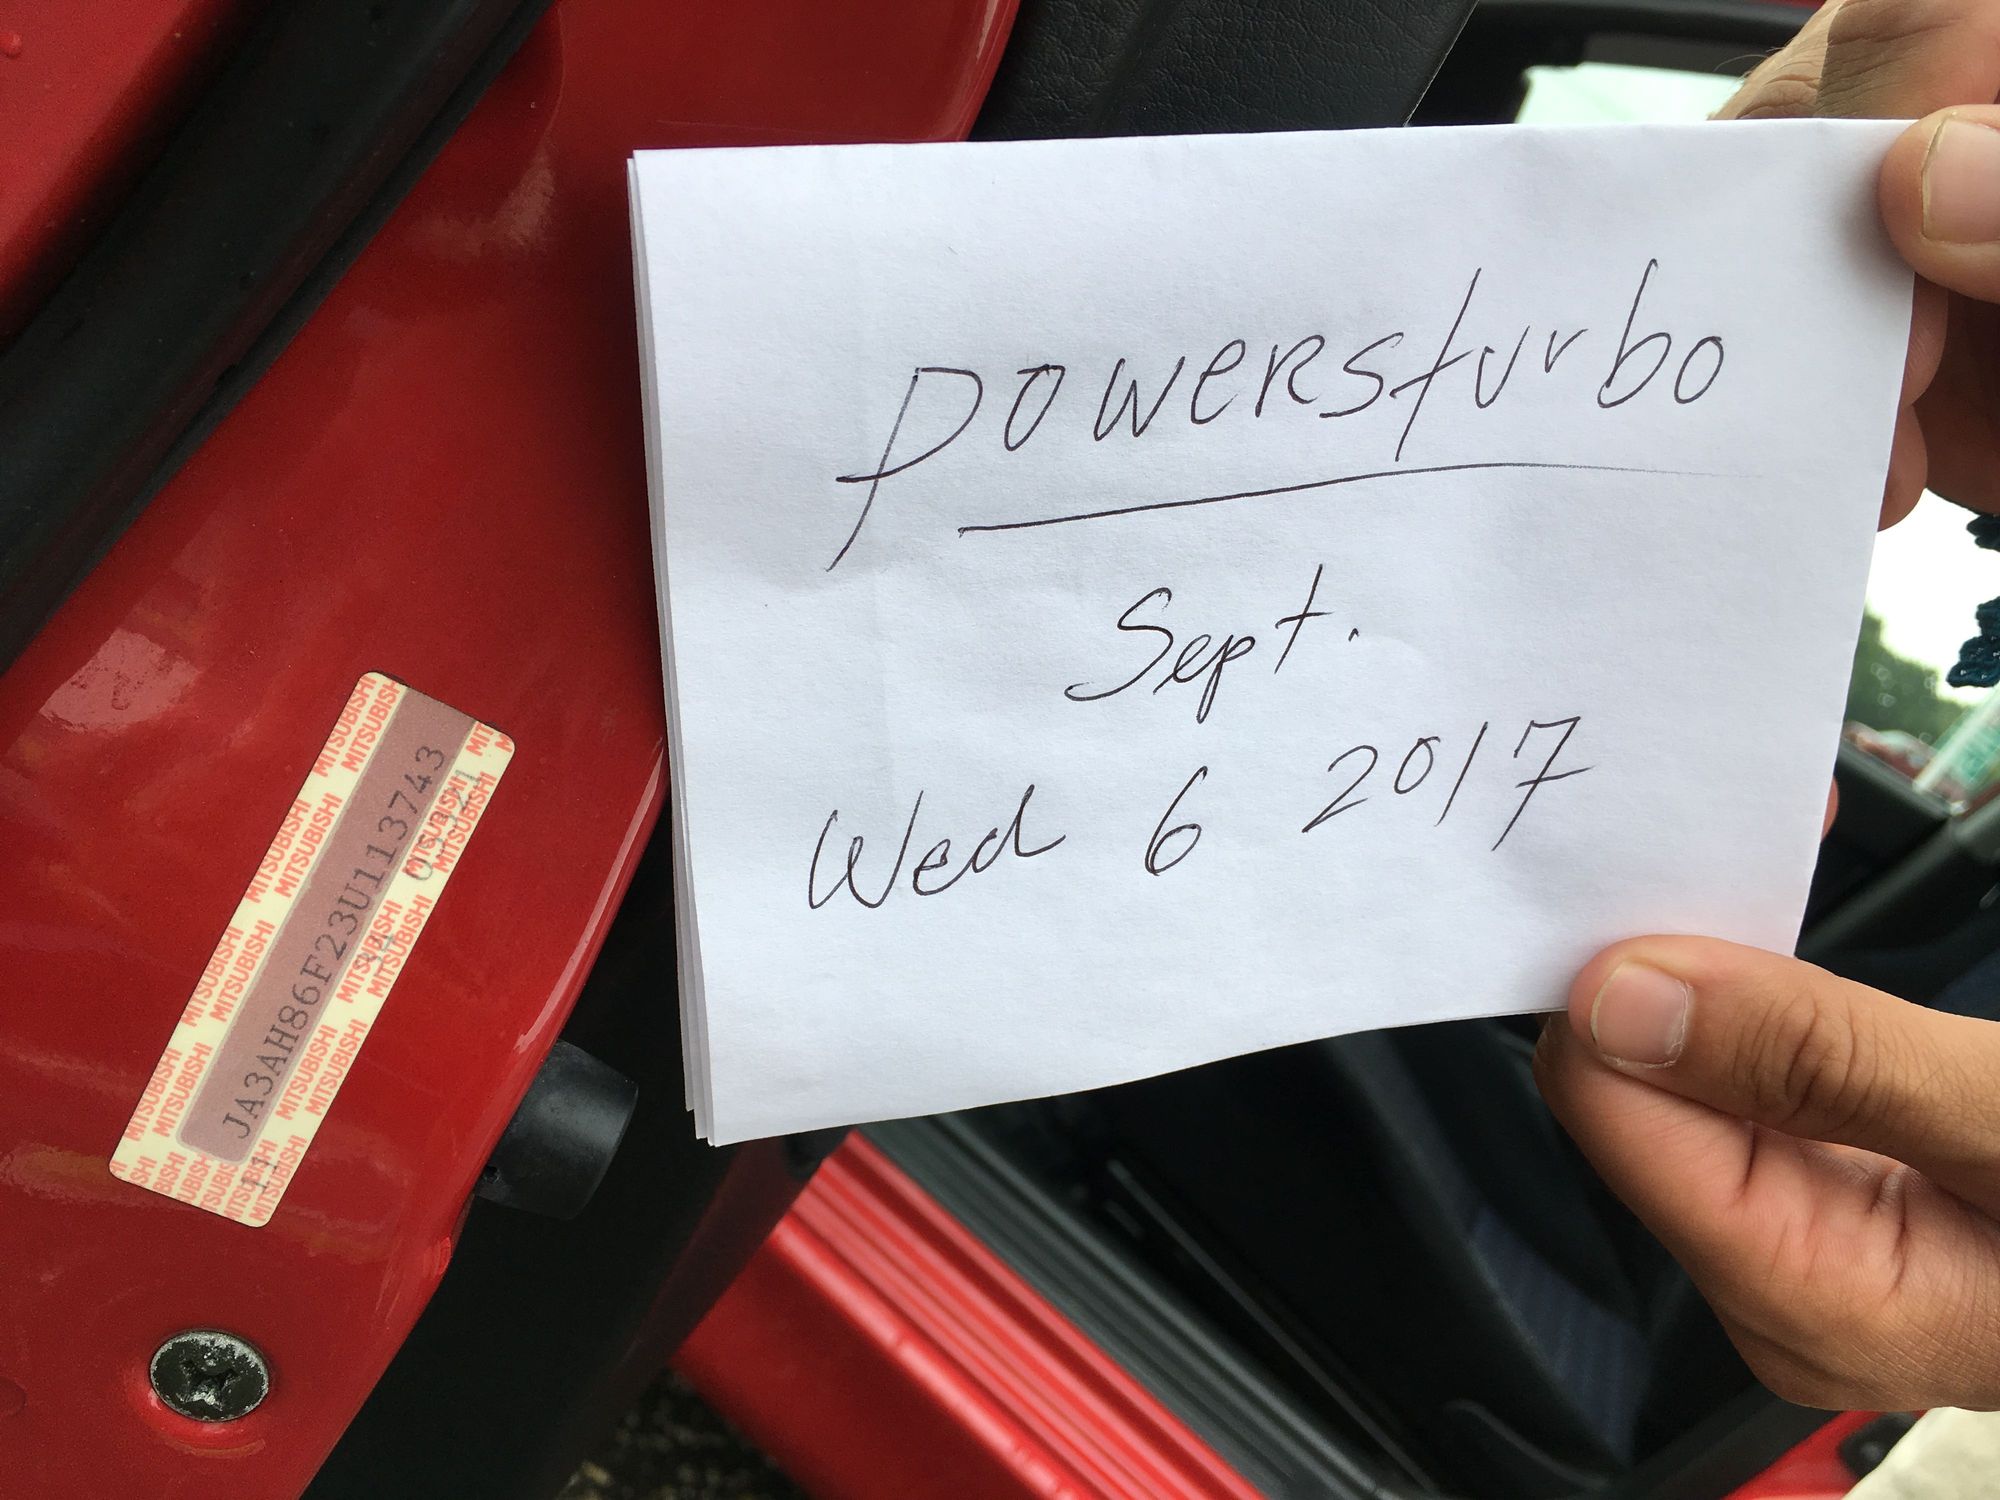 powersturbo
Sept.
Wed 6 2017
MITSUBISHI
JA3AH86F23U113743